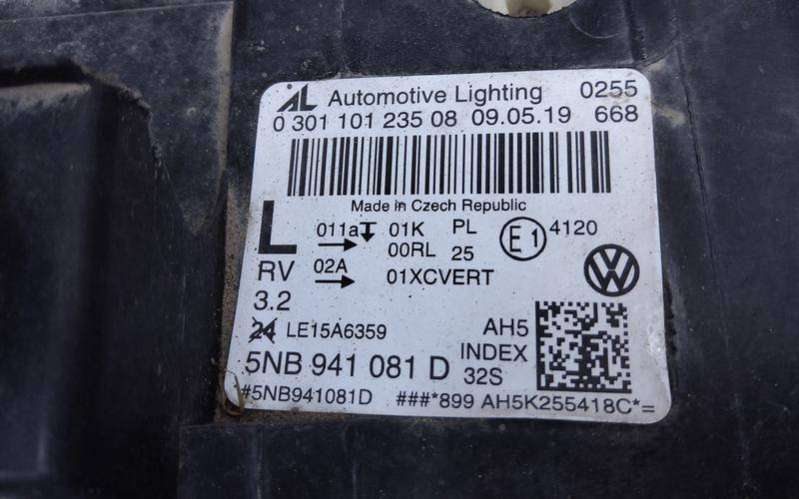 AL Automotive Lighting 0255
0 301 101 235 08 09.05.19 668
Made in Czech Republic
L 011a 01K PL E1 4120
00RL 25
RV 02A 01XCVERT
3.2
24 LE15A6359 AH5
5NB 941 081 D INDEX
32S
#5NB941081D ###*899 AH5K255418C*=